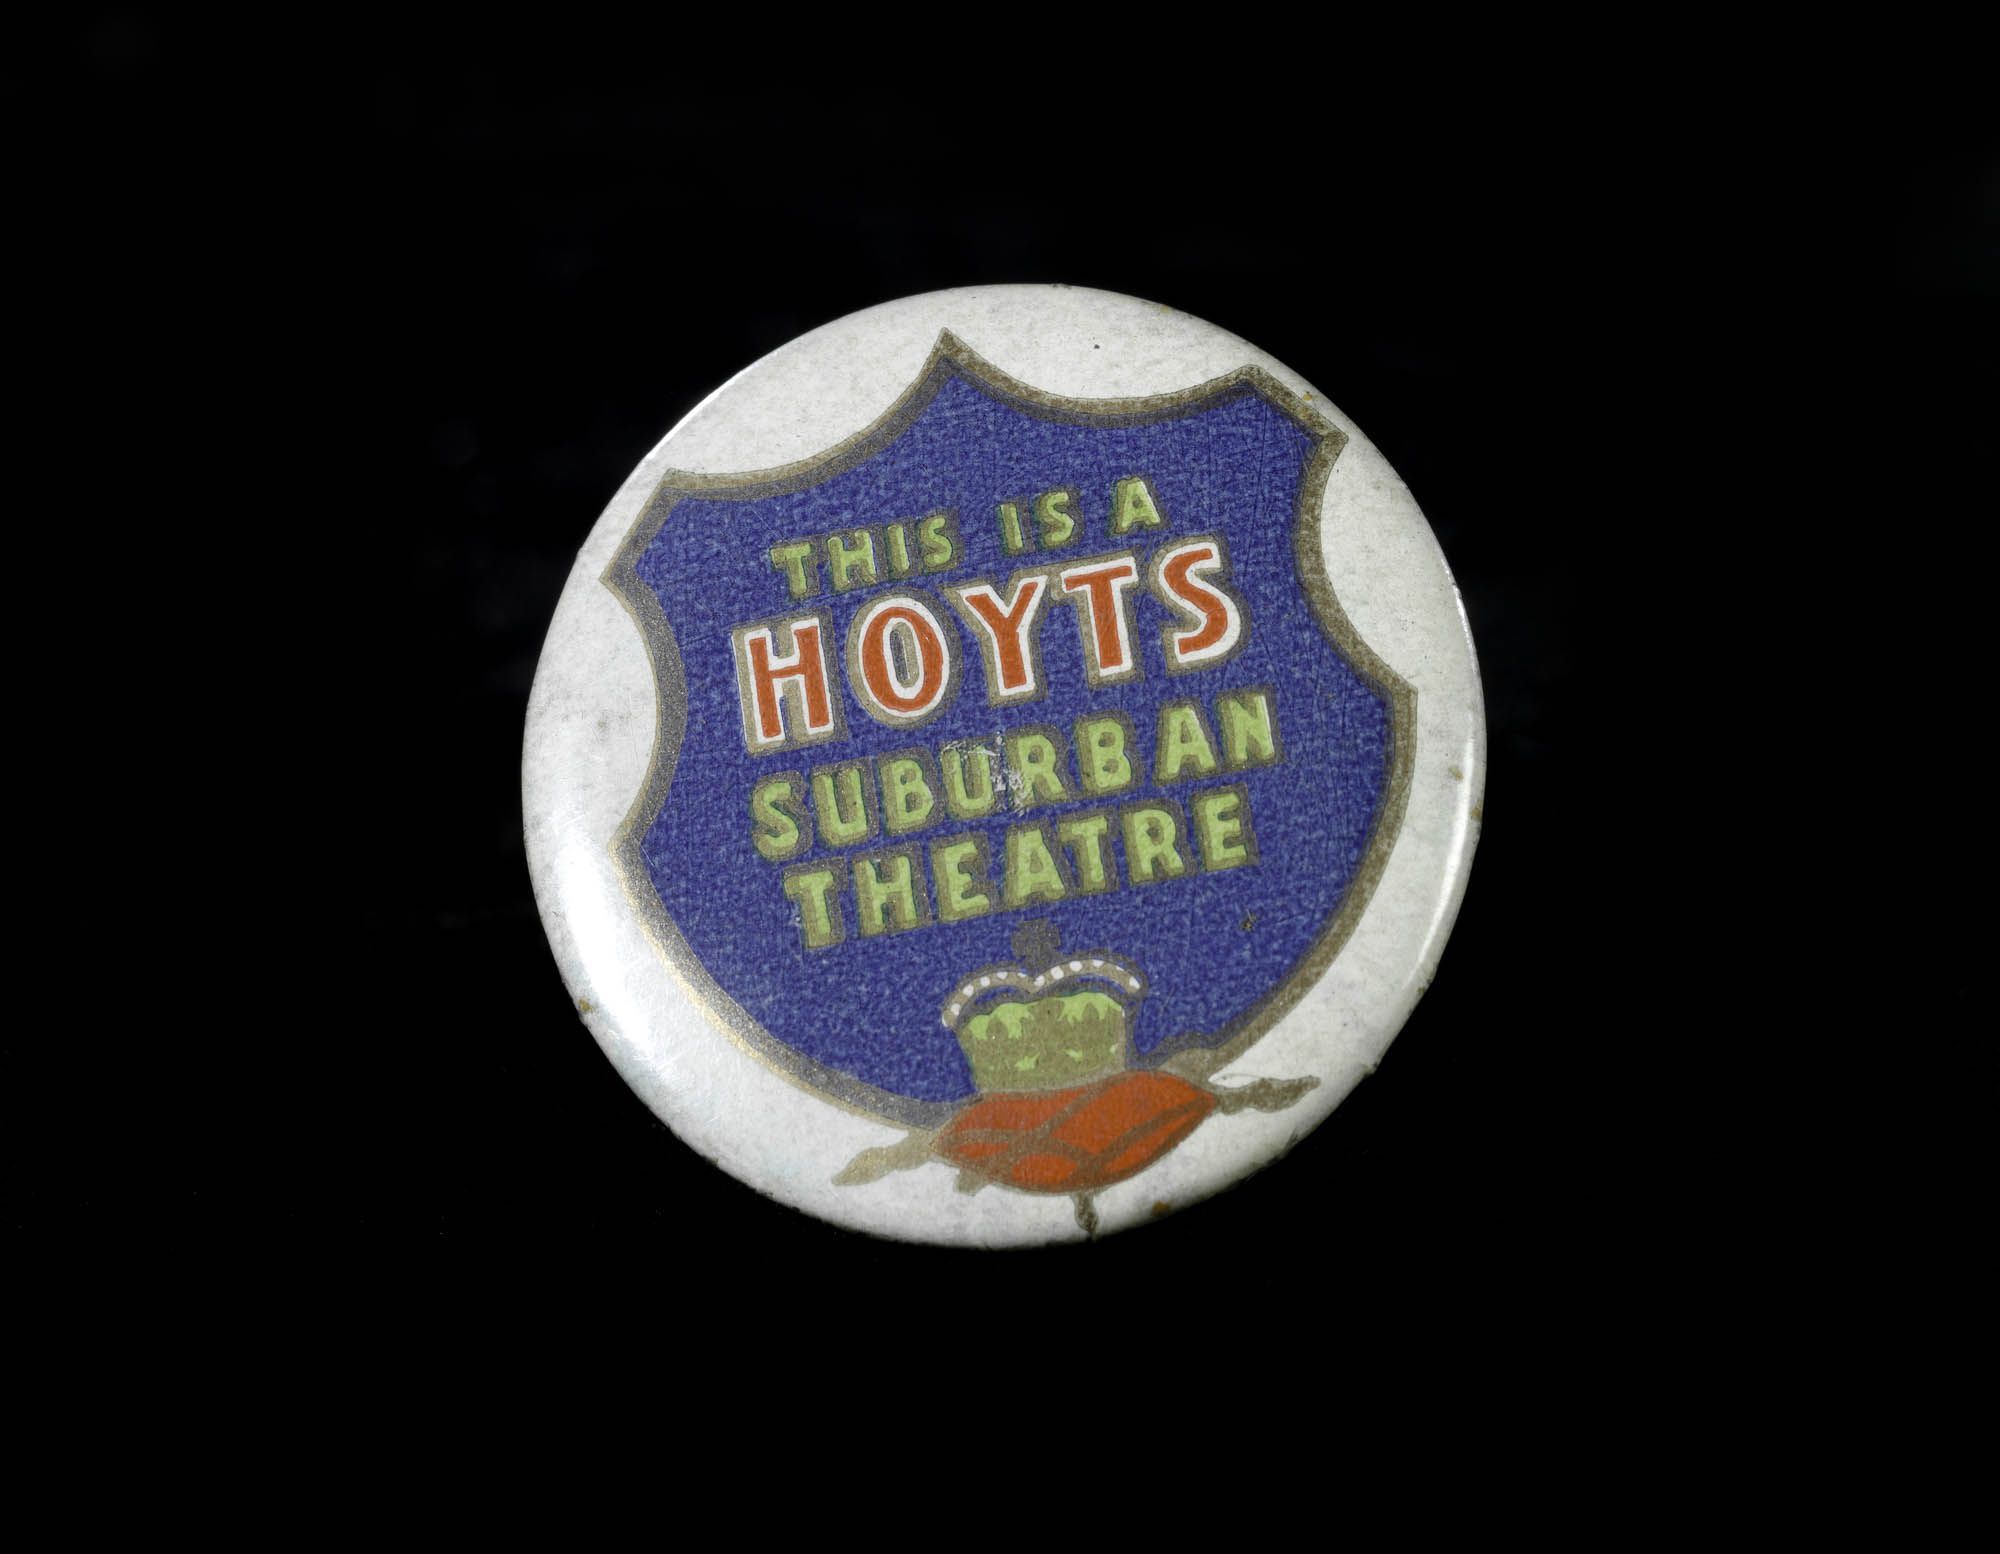 THIS IS A
HOYTS
SUBURBAN
THEATRE